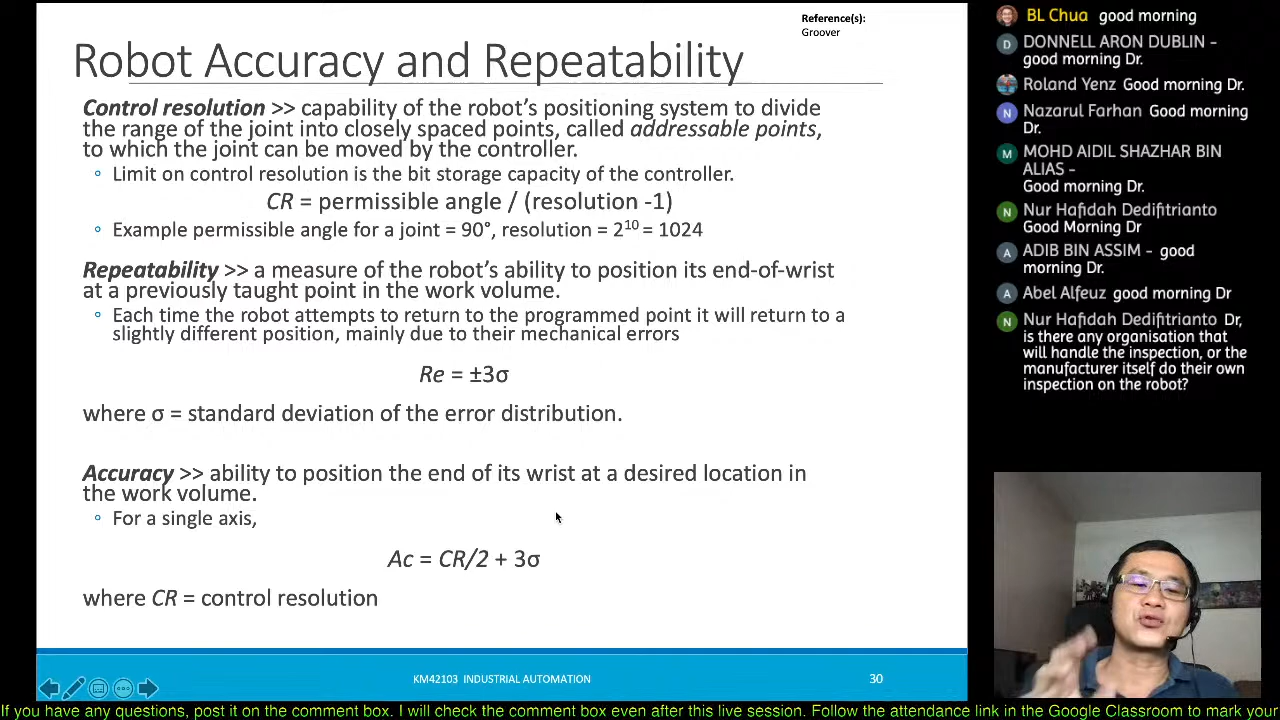 Reference(s):
Groover
Robot Accuracy and Repeatability
Control resolution >> capability of the robot’s positioning system to divide
the range of the joint into closely spaced points, called addressable points,
to which the joint can be moved by the controller.
◦ Limit on control resolution is the bit storage capacity of the controller.
CR = permissible angle / (resolution -1)
◦ Example permissible angle for a joint = 90°, resolution = 2¹⁰ = 1024
Repeatability >> a measure of the robot’s ability to position its end-of-wrist
at a previously taught point in the work volume.
◦ Each time the robot attempts to return to the programmed point it will return to a
slightly different position, mainly due to their mechanical errors
Re = ±3σ
where σ = standard deviation of the error distribution.
Accuracy >> ability to position the end of its wrist at a desired location in
the work volume.
◦ For a single axis,
Ac = CR/2 + 3σ
where CR = control resolution
KM42103 INDUSTRIAL AUTOMATION
30
BL Chua good morning
D DONNELL ARON DUBLIN -
good morning Dr.
Roland Yenz Good morning Dr.
N Nazarul Farhan Good morning
Dr.
M MOHD AIDIL SHAZHAR BIN
ALIAS -
Good morning Dr.
N Nur Hafidah Dedifitrianto
Good Morning Dr
A ADIB BIN ASSIM - good
morning Dr.
A Abel Alfeuz good morning Dr
N Nur Hafidah Dedifitrianto Dr,
is there any organisation that
will handle the inspection, or the
manufacturer itself do their own
inspection on the robot?
If you have any questions, post it on the comment box. I will check the comment box even after this live session. Follow the attendance link in the Google Classroom to mark your